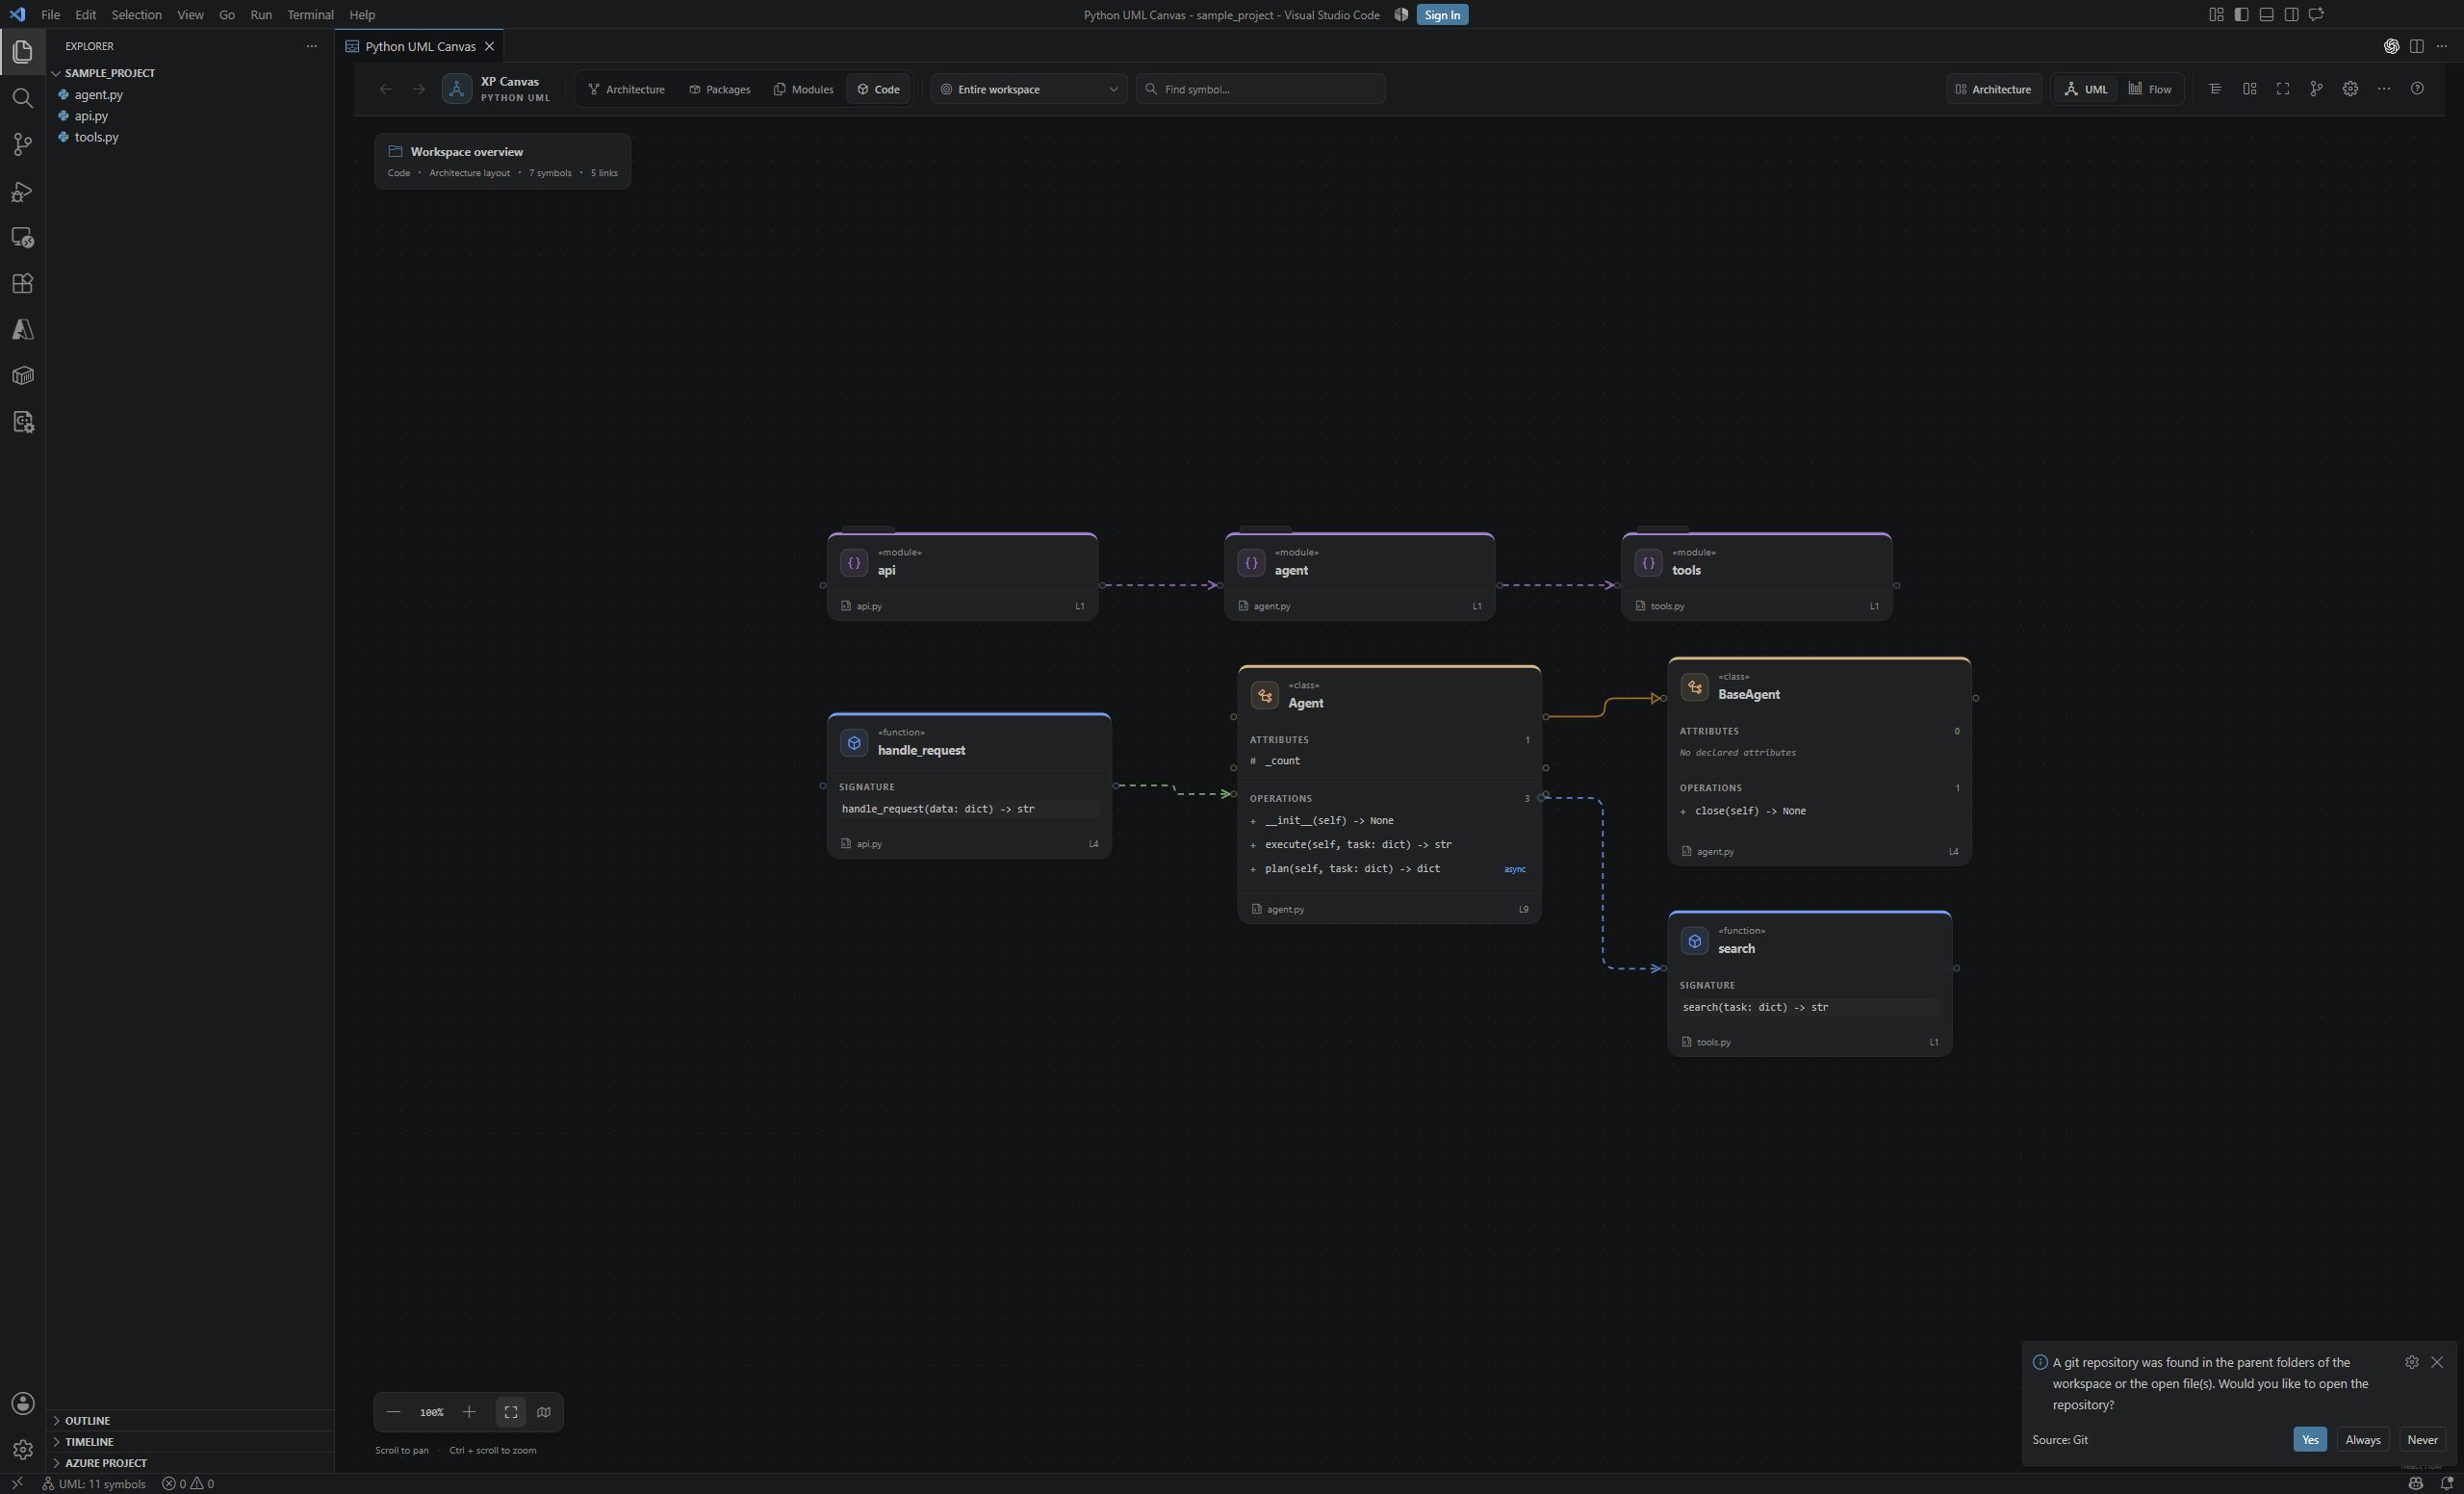 File Edit Selection View Go Run Terminal Help
Python UML Canvas - sample_project - Visual Studio Code
Sign In
EXPLORER
SAMPLE_PROJECT
agent.py
api.py
tools.py
Python UML Canvas
XP Canvas
PYTHON UML
Architecture Packages Modules Code
Entire workspace
Find symbol...
Architecture UML Flow
Workspace overview
Code • Architecture layout • 7 symbols • 5 links
«module»
api
api.py L1
«module»
agent
agent.py L1
«module»
tools
tools.py L1
«function»
handle_request
SIGNATURE
handle_request(data: dict) -> str
api.py L4
«class»
Agent
ATTRIBUTES 1
# _count
OPERATIONS 3
+ __init__(self) -> None
+ execute(self, task: dict) -> str
+ plan(self, task: dict) -> dict async
agent.py L9
«class»
BaseAgent
ATTRIBUTES 0
No declared attributes
OPERATIONS 1
+ close(self) -> None
agent.py L4
«function»
search
SIGNATURE
search(task: dict) -> str
tools.py L1
100%
Scroll to pan · Ctrl + scroll to zoom
A git repository was found in the parent folders of the
workspace or the open file(s). Would you like to open the
repository?
Source: Git
Yes Always Never
OUTLINE
TIMELINE
AZURE PROJECT
UML: 11 symbols 0 0